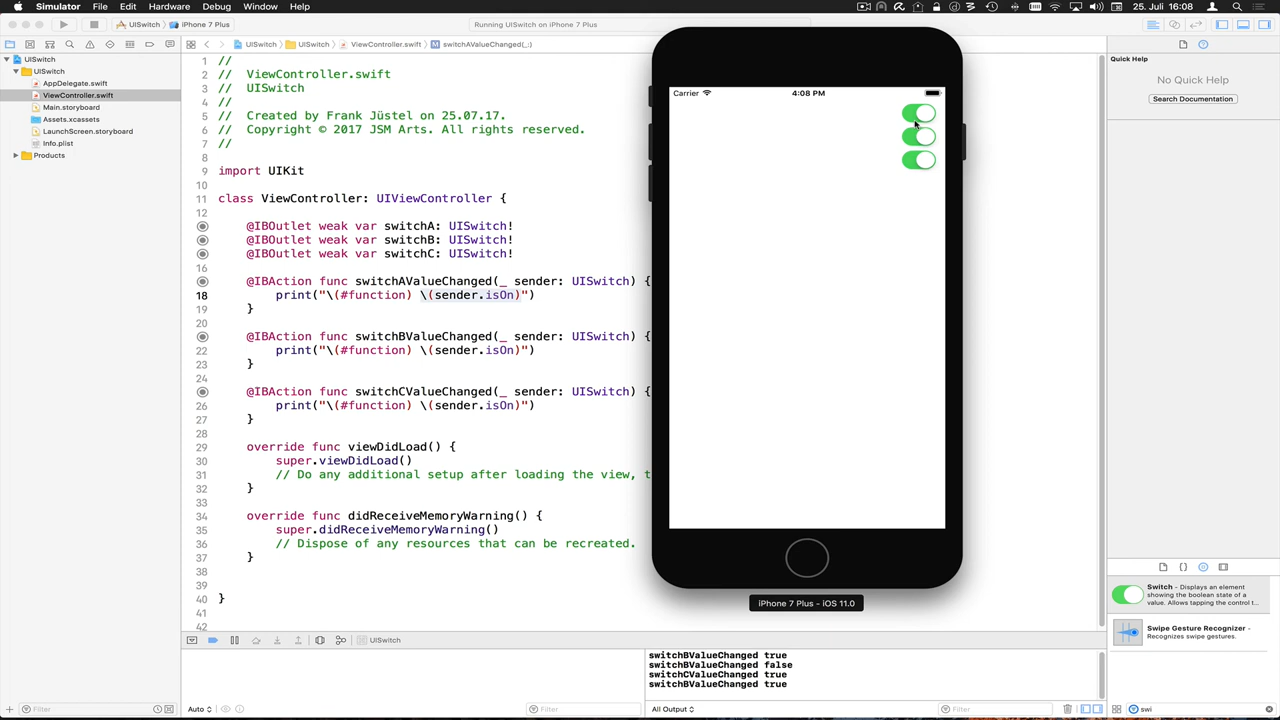 Simulator File Edit Hardware Debug Window Help
25. Juli 16:08
UISwitch iPhone 7 Plus
Running UISwitch on iPhone 7 Plus
UISwitch UISwitch ViewController.swift switchAValueChanged(_:)
UISwitch
UISwitch
AppDelegate.swift
ViewController.swift
Main.storyboard
Assets.xcassets
LaunchScreen.storyboard
Info.plist
Products
1 //
2 // ViewController.swift
3 // UISwitch
4 //
5 // Created by Frank Jüstel on 25.07.17.
6 // Copyright © 2017 JSM Arts. All rights reserved.
7 //
8
9 import UIKit
10
11 class ViewController: UIViewController {
12
@IBOutlet weak var switchA: UISwitch!
@IBOutlet weak var switchB: UISwitch!
@IBOutlet weak var switchC: UISwitch!
16
@IBAction func switchAValueChanged(_ sender: UISwitch) {
18 print("\(#function) \(sender.isOn)")
19 }
20
@IBAction func switchBValueChanged(_ sender: UISwitch) {
22 print("\(#function) \(sender.isOn)")
23 }
24
@IBAction func switchCValueChanged(_ sender: UISwitch) {
26 print("\(#function) \(sender.isOn)")
27 }
28
29 override func viewDidLoad() {
30 super.viewDidLoad()
31 // Do any additional setup after loading the view, t
32 }
33
34 override func didReceiveMemoryWarning() {
35 super.didReceiveMemoryWarning()
36 // Dispose of any resources that can be recreated.
37 }
38
39
40 }
41
42
Carrier 4:08 PM
iPhone 7 Plus - iOS 11.0
Quick Help
No Quick Help
Search Documentation
Switch - Displays an element
showing the boolean state of a
value. Allows tapping the control t...
Swipe Gesture Recognizer -
Recognizes swipe gestures.
UISwitch
switchBValueChanged true
switchBValueChanged false
switchCValueChanged true
switchBValueChanged true
Filter
Auto
Filter
All Output
Filter
swi